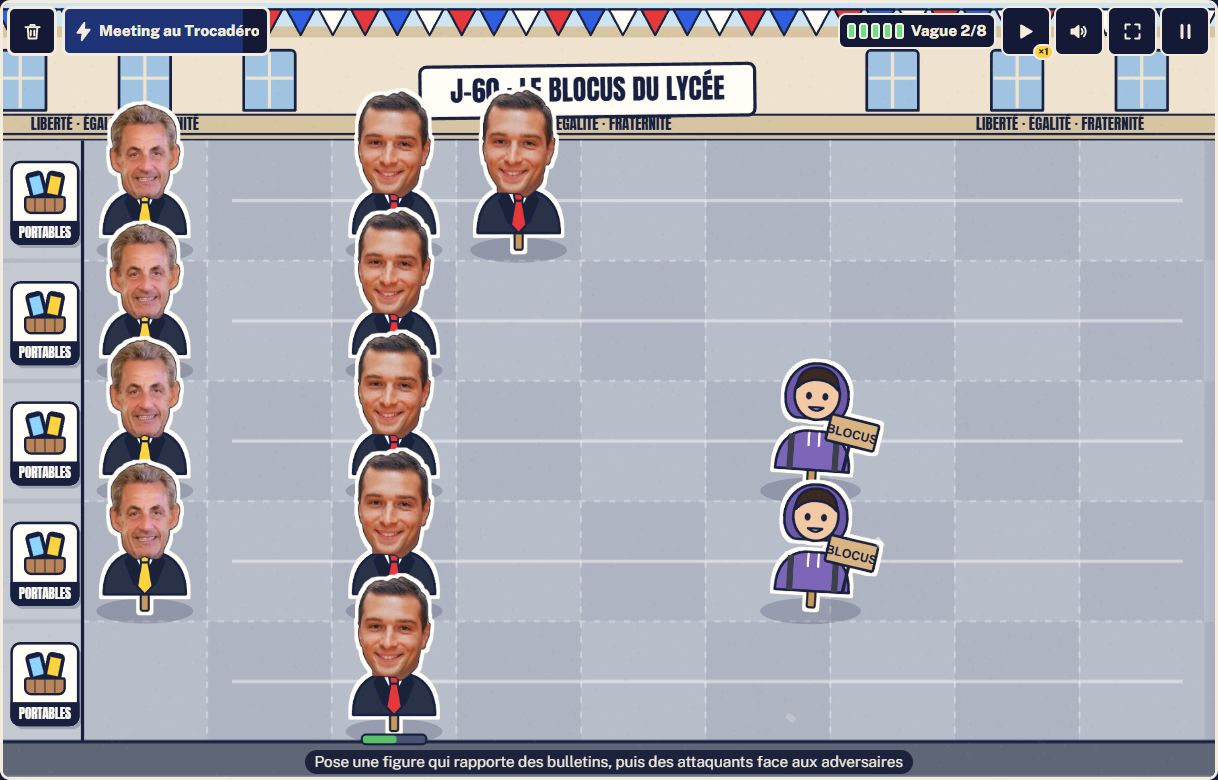 Meeting au Trocadéro
Vague 2/8
×1
J-60 · LE BLOCUS DU LYCÉE
LIBERTÉ · ÉGAL
NITÉ
ÉGALITÉ · FRATERNITÉ
LIBERTÉ · ÉGALITÉ · FRATERNITÉ
PORTABLES
PORTABLES
PORTABLES
BLOCUS
PORTABLES
BLOCUS
PORTABLES
Pose une figure qui rapporte des bulletins, puis des attaquants face aux adversaires